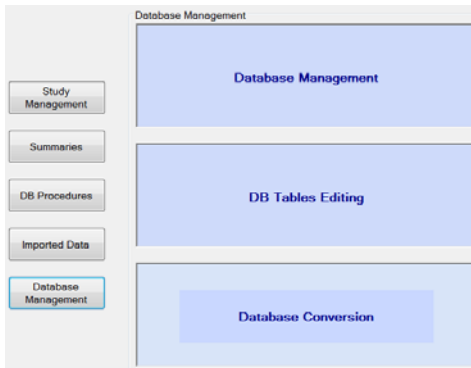 Database Management
Database Management
Study
Management
Summaries
DB Procedures
DB Tables Editing
Imported Data
Database
Management
Database Conversion